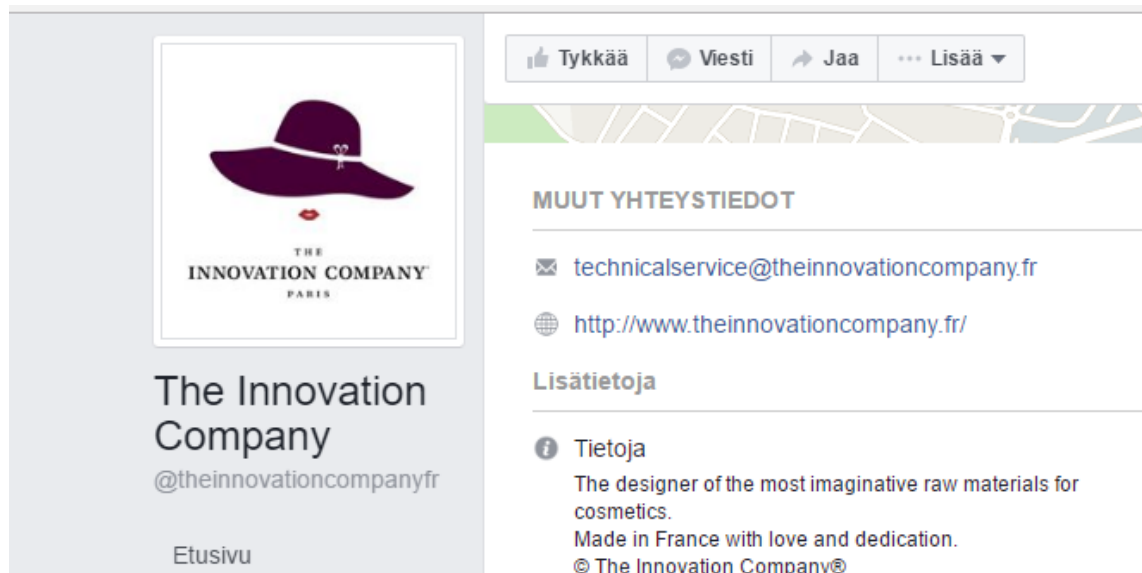 THE
INNOVATION COMPANY
PARIS
The Innovation
Company
@theinnovationcompanyfr
Etusivu
Tykkää
Viesti
Jaa
Lisää
MUUT YHTEYSTIEDOT
technicalservice@theinnovationcompany.fr
http://www.theinnovationcompany.fr/
Lisätietoja
Tietoja
The designer of the most imaginative raw materials for
cosmetics.
Made in France with love and dedication.
© The Innovation Company®